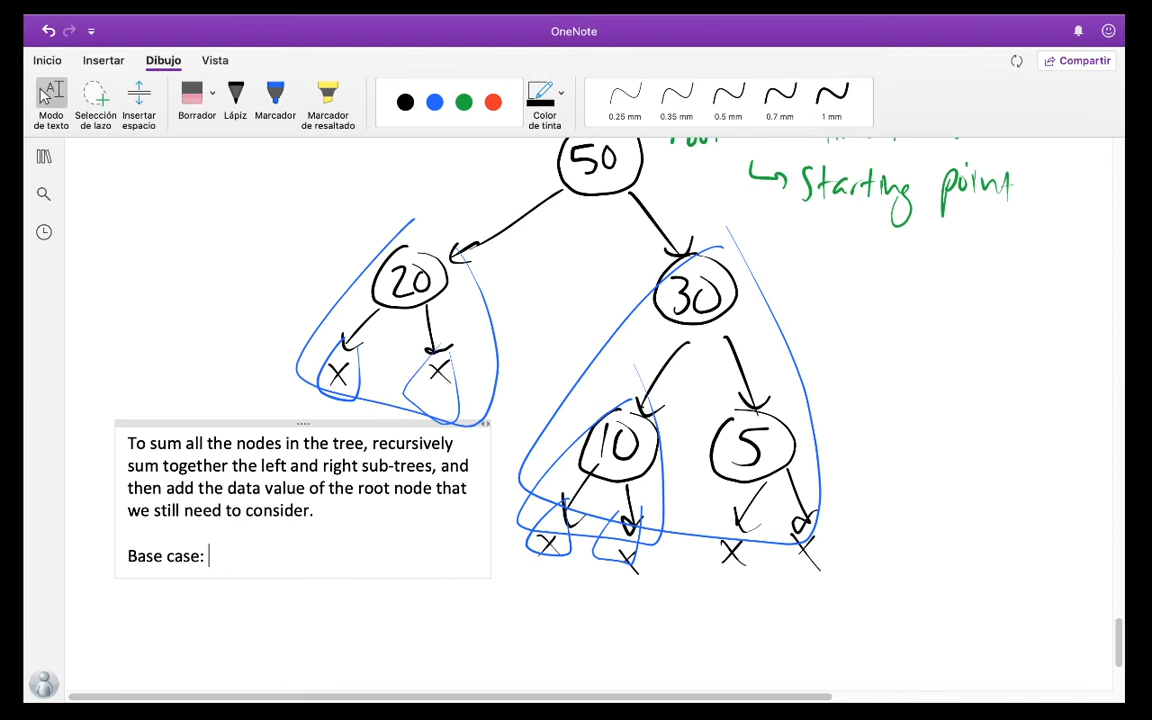 OneNote
Inicio
Insertar
Dibujo
Vista
Compartir
Modo
de texto
Selección
de lazo
Insertar
espacio
Borrador
Lápiz
Marcador
Marcador
de resaltado
Color
de tinta
0.25 mm
0.35 mm
0.5 mm
0.7 mm
1 mm
50
Starting point
20
30
X
X
10
5
To sum all the nodes in the tree, recursively
sum together the left and right sub-trees, and
then add the data value of the root node that
we still need to consider.
Base case:
X
X
X
X